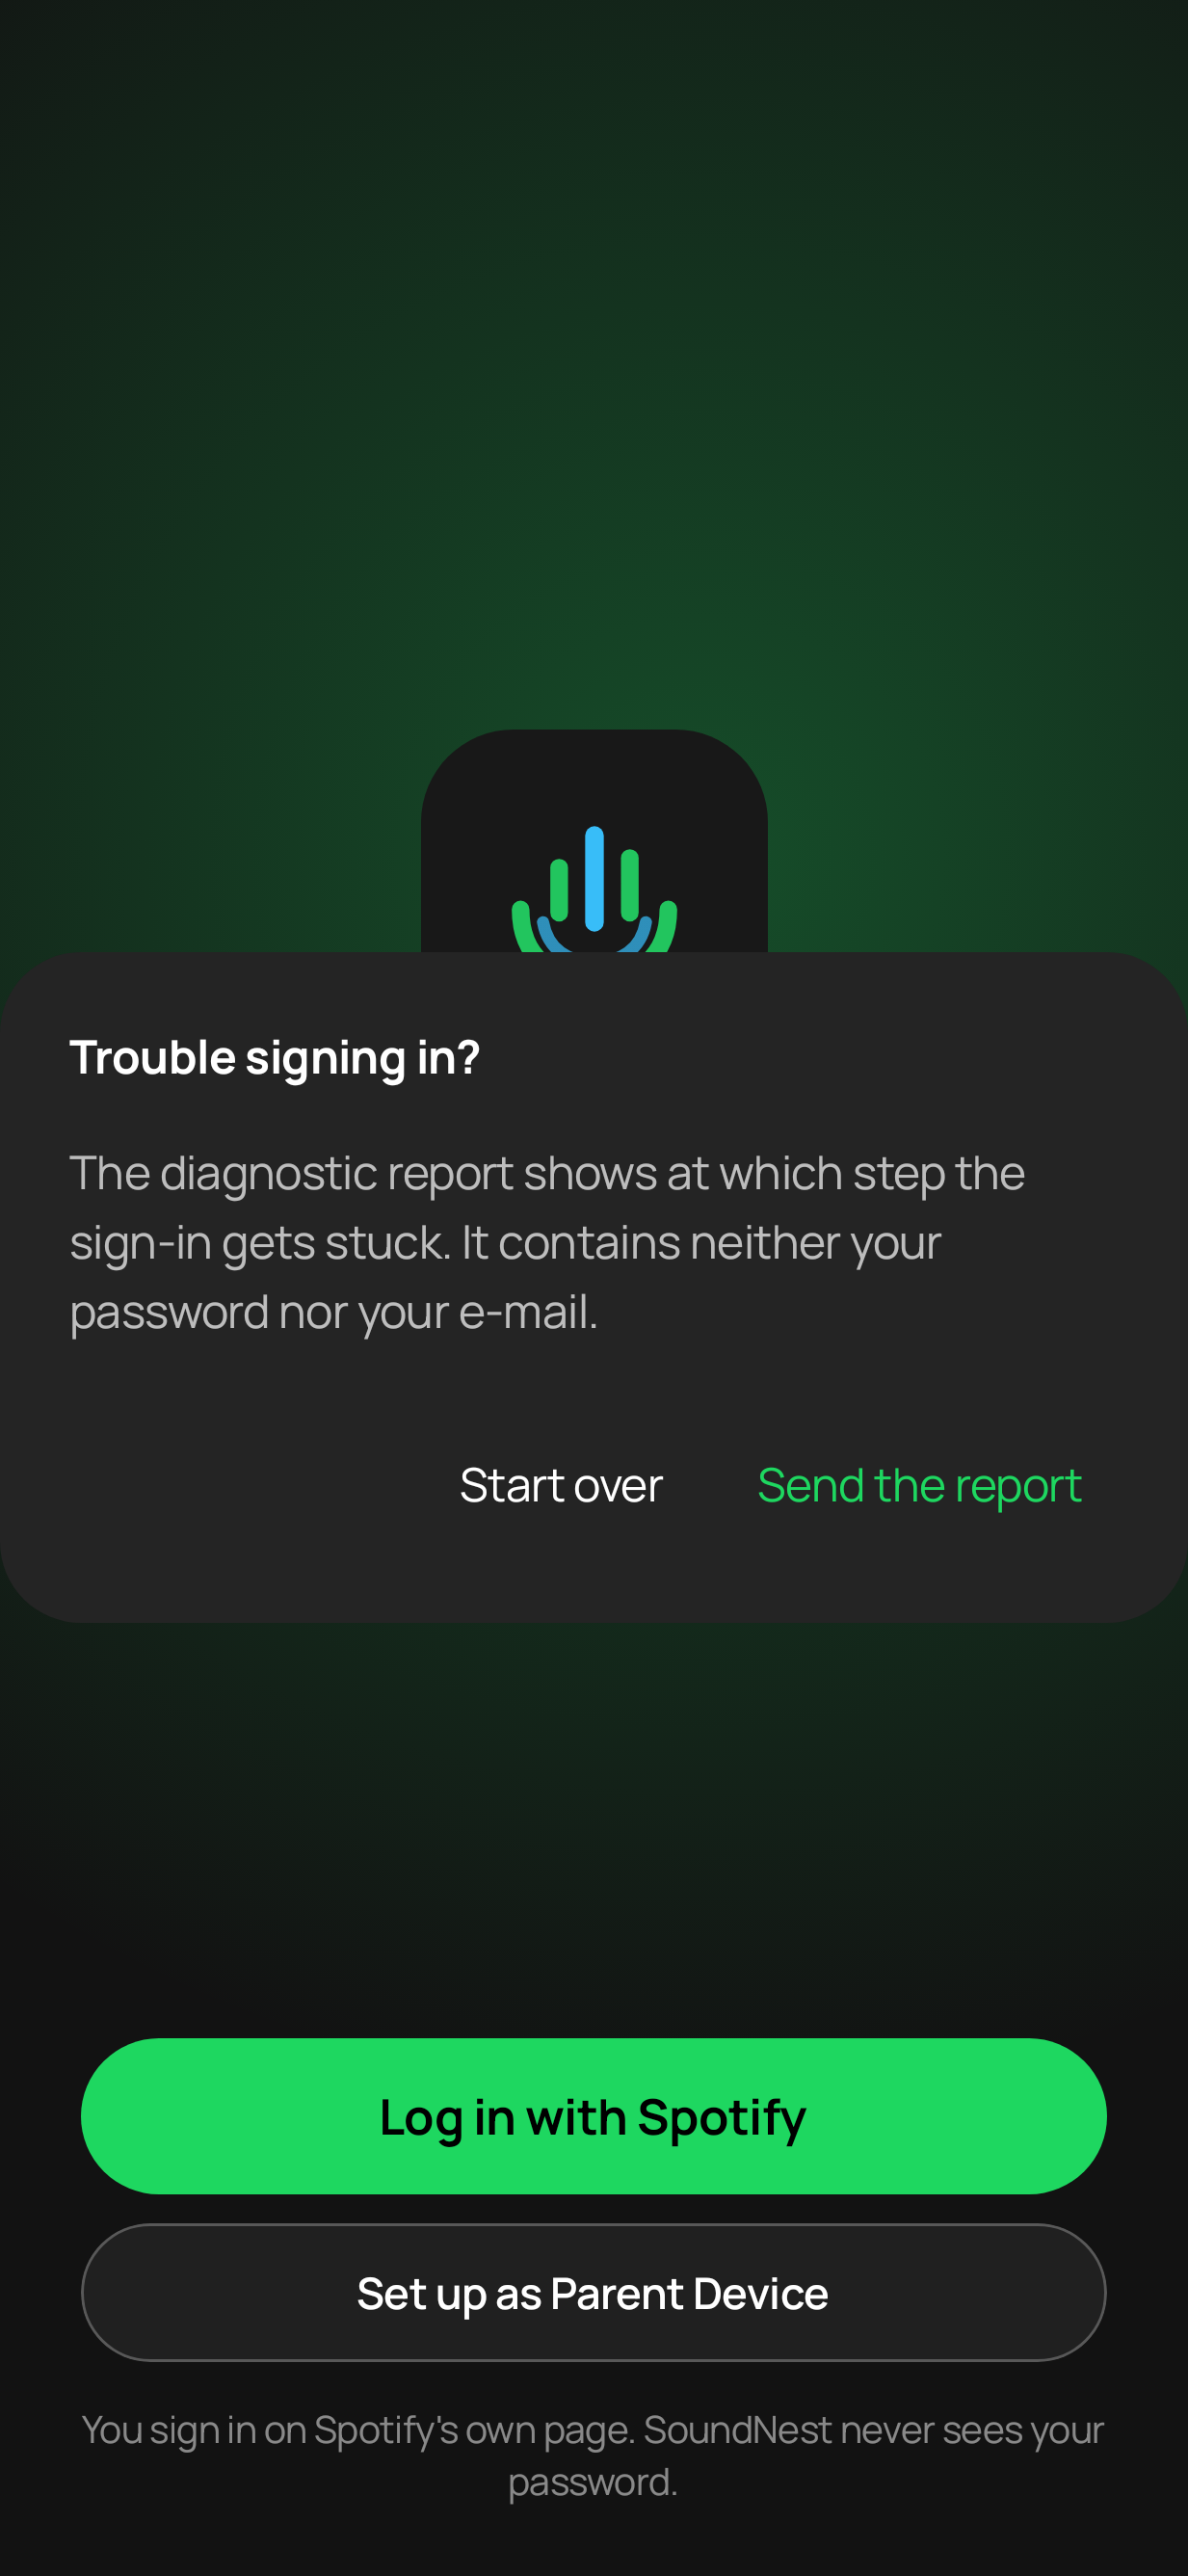 Trouble signing in?
The diagnostic report shows at which step the
sign-in gets stuck. It contains neither your
password nor your e-mail.
Start over
Send the report
Log in with Spotify
Set up as Parent Device
You sign in on Spotify's own page. SoundNest never sees your
password.